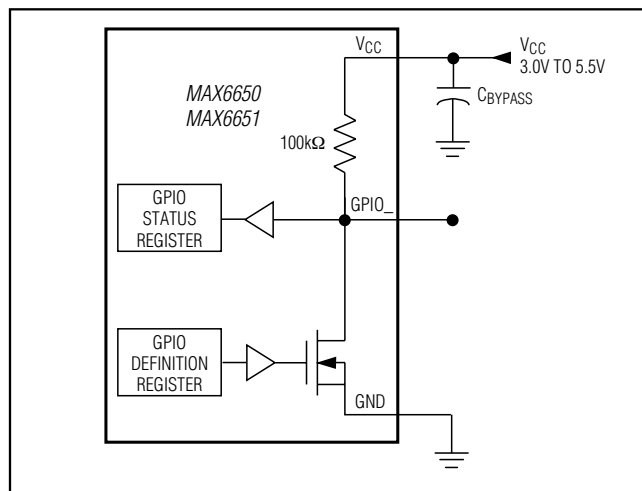 VCC
VCC
3.0V TO 5.5V
CBYPASS
MAX6650
MAX6651
100kΩ
GPIO
STATUS
REGISTER
GPIO_
GPIO
DEFINITION
REGISTER
GND